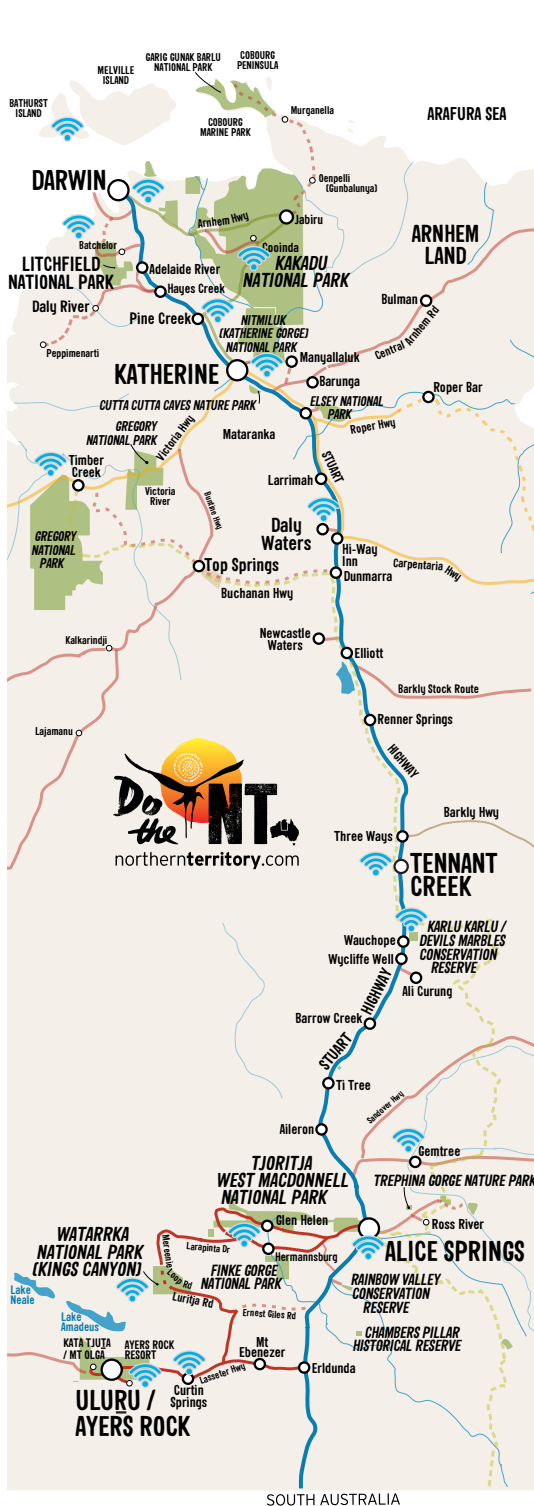 GARIG GUNAK BARLU
NATIONAL PARK
COBOURG
PENINSULA
MELVILLE
ISLAND
BATHURST
ISLAND
Murganella
ARAFURA SEA
COBOURG
MARINE PARK
Oenpelli
(Gunbalunya)
DARWIN
Arnhem Hwy
Jabiru
ARNHEM
LAND
Batchelor
Cooinda
LITCHFIELD
NATIONAL PARK
Adelaide River
KAKADU
NATIONAL PARK
Hayes Creek
Daly River
Bulman
Pine Creek
NITMILUK
(KATHERINE GORGE)
NATIONAL PARK
Central Arnhem Rd
Peppimenarti
Manyallaluk
KATHERINE
Barunga
Roper Bar
CUTTA CUTTA CAVES NATURE PARK
ELSEY NATIONAL
PARK
GREGORY
NATIONAL PARK
Victoria Hwy
Mataranka
Roper Hwy
Timber
Creek
STUART
Larrimah
Victoria
River
Buntine Hwy
GREGORY
NATIONAL
PARK
Daly
Waters
Hi-Way
Inn
Top Springs
Carpentaria Hwy
Dunmarra
Buchanan Hwy
Newcastle
Waters
Kalkarindji
Elliott
Barkly Stock Route
Renner Springs
Lajamanu
HIGHWAY
Do
the
NT
northernterritory.com
Barkly Hwy
Three Ways
TENNANT
CREEK
KARLU KARLU /
DEVILS MARBLES
CONSERVATION
RESERVE
Wauchope
Wycliffe Well
Ali Curung
HIGHWAY
Barrow Creek
STUART
Ti Tree
Sandover Hwy
Aileron
Gemtree
TJORITJA
WEST MACDONNELL
NATIONAL PARK
TREPHINA GORGE NATURE PARK
Glen Helen
Ross River
WATARRKA
NATIONAL PARK
(KINGS CANYON)
Mereenie Loop Rd
Larapinta Dr
Hermannsburg
ALICE SPRINGS
FINKE GORGE
NATIONAL PARK
RAINBOW VALLEY
CONSERVATION
RESERVE
Lake
Neale
Luritja Rd
Lake
Amadeus
Ernest Giles Rd
CHAMBERS PILLAR
HISTORICAL RESERVE
KATA TJUTA
/ MT OLGA
AYERS ROCK
RESORT
Mt
Ebenezer
Lasseter Hwy
Erldunda
Curtin
Springs
ULURU /
AYERS ROCK
SOUTH AUSTRALIA